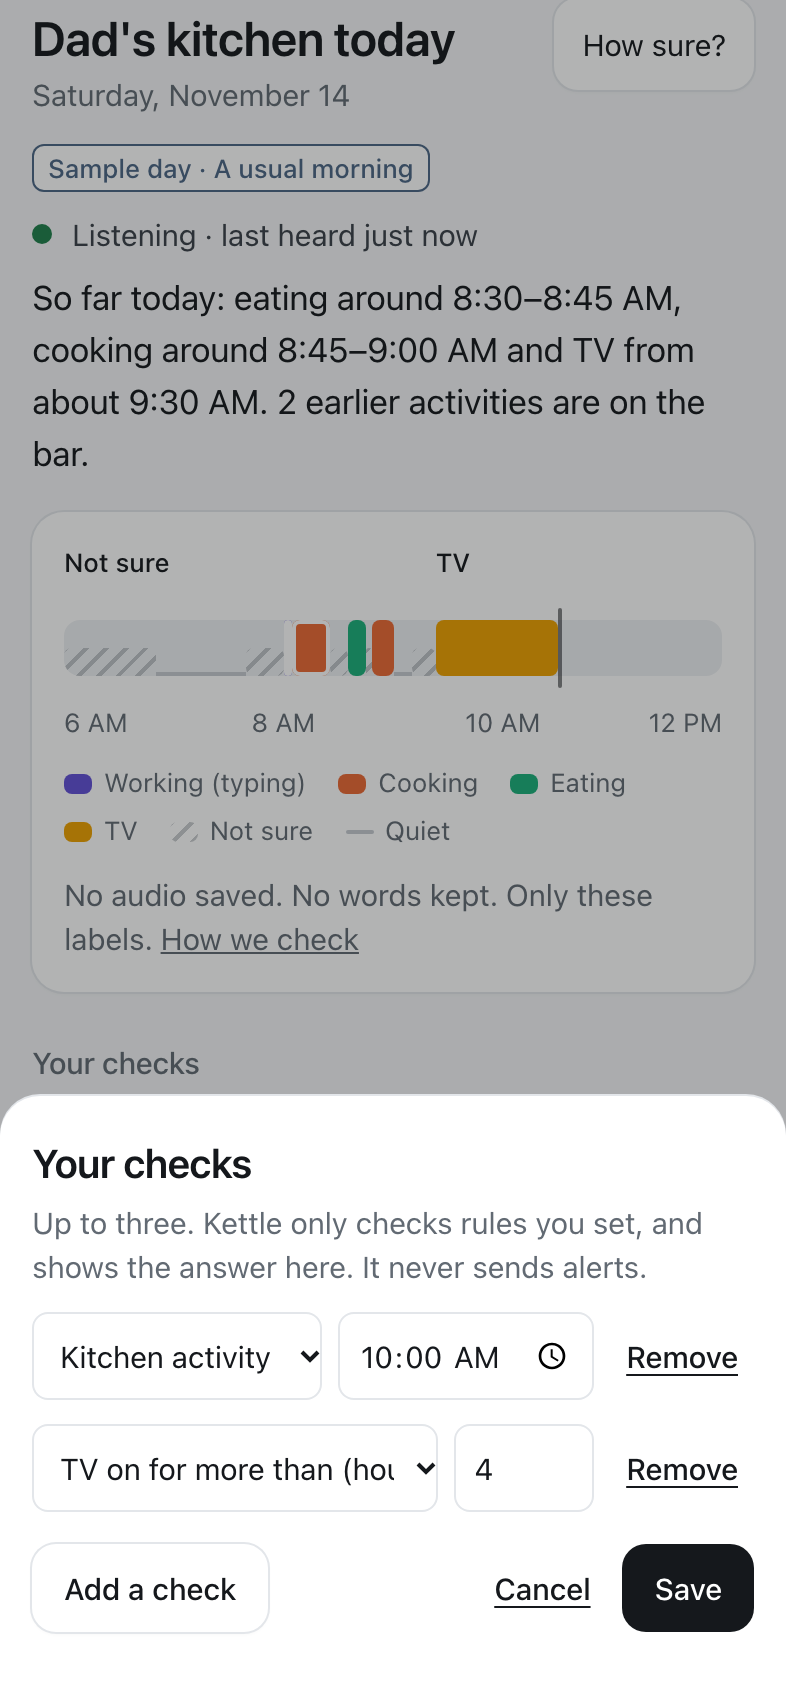 Dad's kitchen today
How sure?
Saturday, November 14
Sample day · A usual morning
Listening · last heard just now
So far today: eating around 8:30–8:45 AM,
cooking around 8:45–9:00 AM and TV from
about 9:30 AM. 2 earlier activities are on the
bar.
Not sure
TV
6 AM
8 AM
10 AM
12 PM
Working (typing)
Cooking
Eating
TV
Not sure
Quiet
No audio saved. No words kept. Only these
labels. How we check
Your checks
Your checks
Up to three. Kettle only checks rules you set, and
shows the answer here. It never sends alerts.
Kitchen activity
10:00 AM
Remove
TV on for more than (hou
4
Remove
Add a check
Cancel
Save